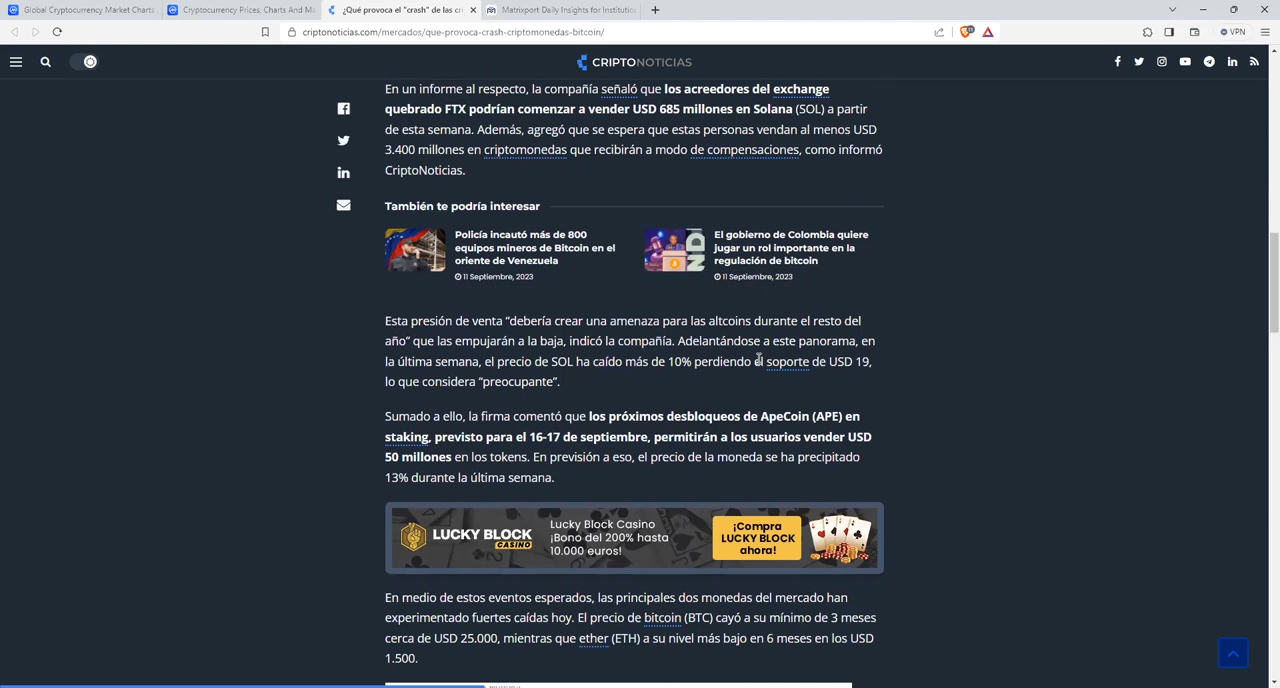 Global Cryptocurrency Market Charts
Cryptocurrency Prices, Charts And Ma
¿Qué provoca el "crash" de las cri
Matrixport Daily Insights for Institution
criptonoticias.com/mercados/que-provoca-crash-criptomonedas-bitcoin/
VPN
CRIPTONOTICIAS
En un informe al respecto, la compañía señaló que los acreedores del exchange
quebrado FTX podrían comenzar a vender USD 685 millones en Solana (SOL) a partir
de esta semana. Además, agregó que se espera que estas personas vendan al menos USD
3.400 millones en criptomonedas que recibirán a modo de compensaciones, como informó
CriptoNoticias.
También te podría interesar
Policía incautó más de 800
equipos mineros de Bitcoin en el
oriente de Venezuela
11 Septiembre, 2023
El gobierno de Colombia quiere
jugar un rol importante en la
regulación de bitcoin
11 Septiembre, 2023
Esta presión de venta “debería crear una amenaza para las altcoins durante el resto del
año” que las empujarán a la baja, indicó la compañía. Adelantándose a este panorama, en
la última semana, el precio de SOL ha caído más de 10% perdiendo el soporte de USD 19,
lo que considera “preocupante”.
Sumado a ello, la firma comentó que los próximos desbloqueos de ApeCoin (APE) en
staking, previsto para el 16-17 de septiembre, permitirán a los usuarios vender USD
50 millones en los tokens. En previsión a eso, el precio de la moneda se ha precipitado
13% durante la última semana.
LUCKY BLOCK
CASINO
Lucky Block Casino
¡Bono del 200% hasta
10.000 euros!
¡Compra
LUCKY BLOCK
ahora!
En medio de estos eventos esperados, las principales dos monedas del mercado han
experimentado fuertes caídas hoy. El precio de bitcoin (BTC) cayó a su mínimo de 3 meses
cerca de USD 25.000, mientras que ether (ETH) a su nivel más bajo en 6 meses en los USD
1.500.